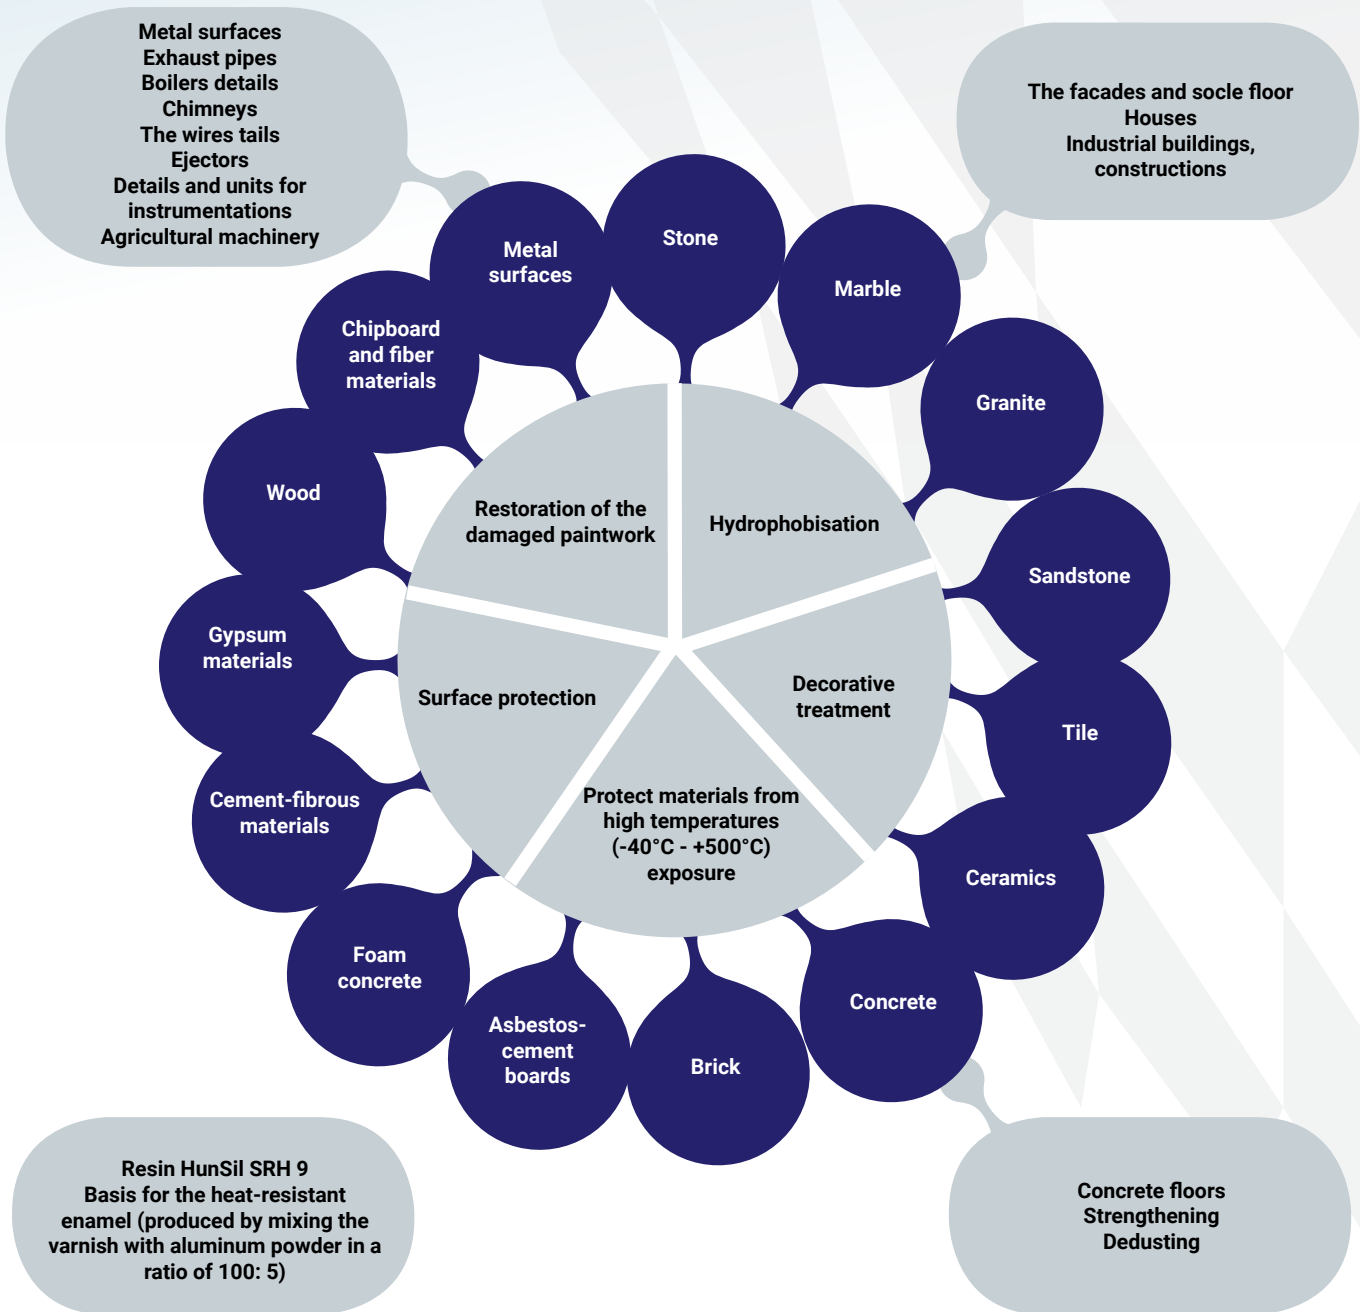 Metal surfaces
Exhaust pipes
Boilers details
Chimneys
The wires tails
Ejectors
Details and units for
instrumentations
Agricultural machinery
The facades and socle floor
Houses
Industrial buildings,
constructions
Stone
Metal
surfaces
Marble
Chipboard
and fiber
materials
Granite
Wood
Restoration of the
damaged paintwork
Hydrophobisation
Sandstone
Gypsum
materials
Surface protection
Decorative
treatment
Tile
Cement-fibrous
materials
Protect materials from
high temperatures
(-40°C - +500°C)
exposure
Ceramics
Foam
concrete
Concrete
Asbestos-
cement
boards
Brick
Resin HunSil SRH 9
Basis for the heat-resistant
enamel (produced by mixing the
varnish with aluminum powder in a
ratio of 100: 5)
Concrete floors
Strengthening
Dedusting